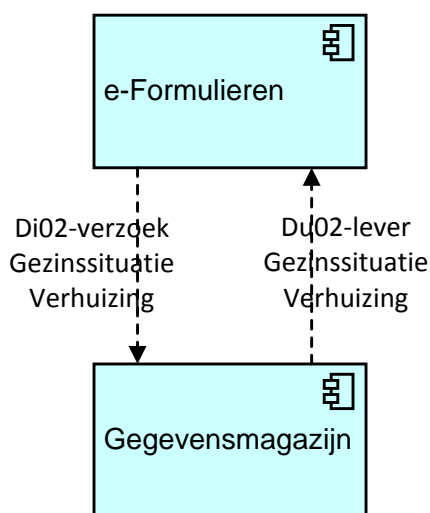 e-Formulieren
Di02-verzoek
Gezinssituatie
Verhuizing
Du02-lever
Gezinssituatie
Verhuizing
Gegevensmagazijn